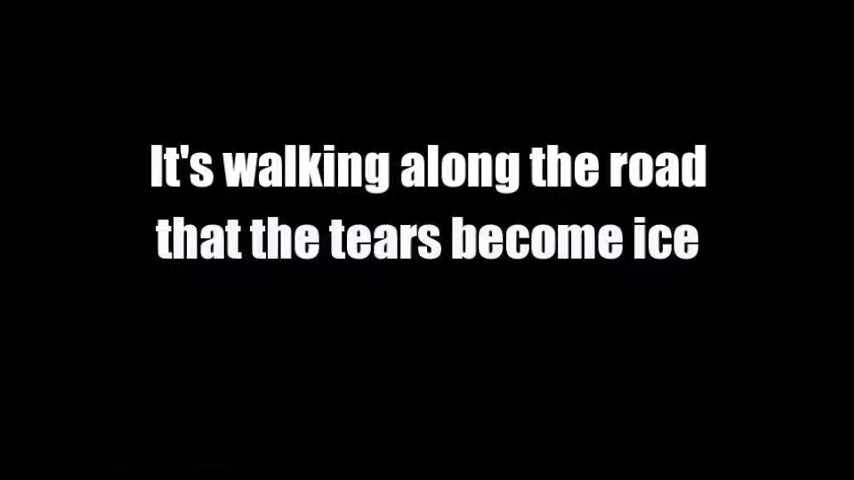 It's walking along the road
that the tears become ice